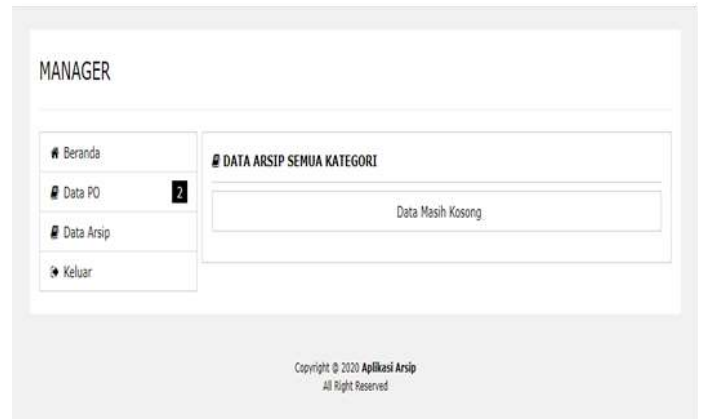 MANAGER
Beranda
Data PO 2
Data Arsip
Keluar
DATA ARSIP SEMUA KATEGORI
Data Masih Kosong
Copyright @ 2020 Aplikasi Arsip
All Right Reserved